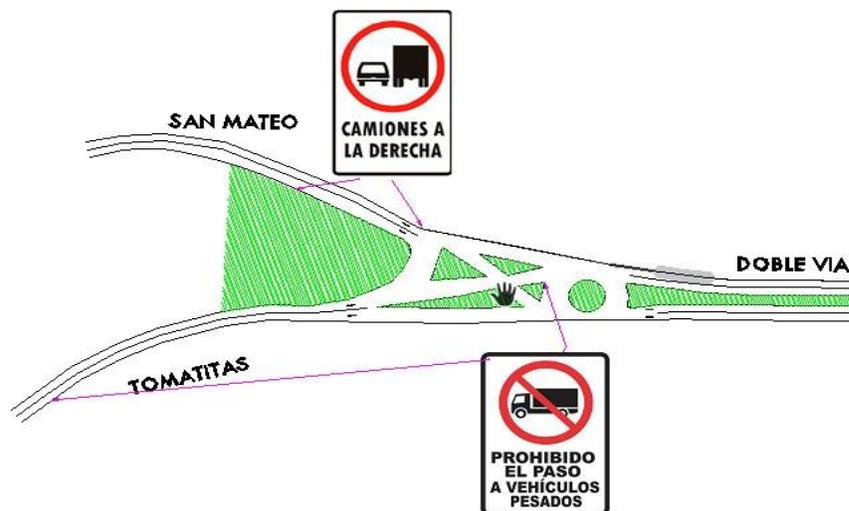 SAN MATEO
CAMIONES A
LA DERECHA
DOBLE VIA
TOMATITAS
PROHIBIDO
EL PASO
A VEHÍCULOS
PESADOS